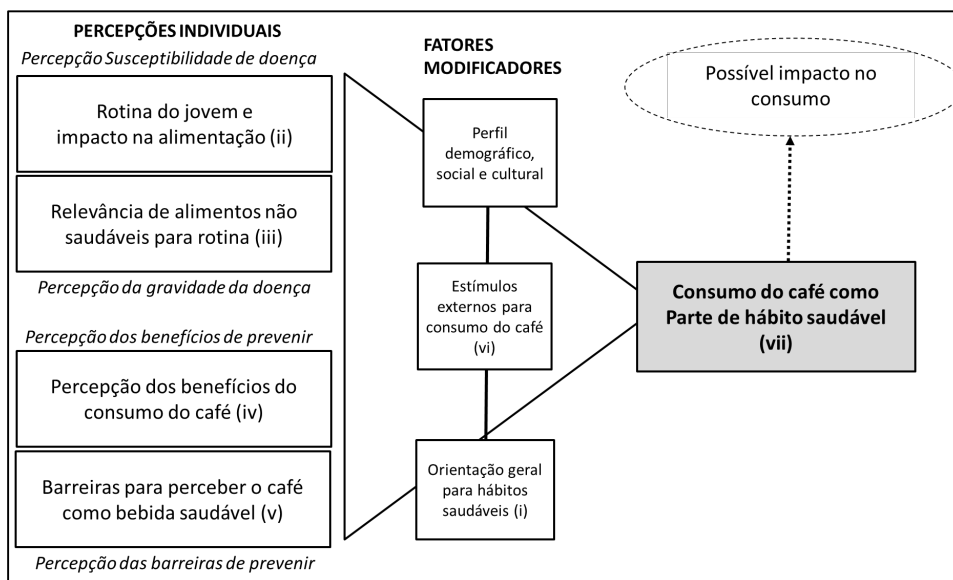 PERCEPÇÕES INDIVIDUAIS
Percepção Susceptibilidade de doença
Rotina do jovem e
impacto na alimentação (ii)
Relevância de alimentos não
saudáveis para rotina (iii)
Percepção da gravidade da doença
Percepção dos benefícios de prevenir
Percepção dos benefícios do
consumo do café (iv)
Barreiras para perceber o café
como bebida saudável (v)
Percepção das barreiras de prevenir
FATORES
MODIFICADORES
Perfil
demográfico,
social e cultural
Estímulos
externos para
consumo do café
(vi)
Orientação geral
para hábitos
saudáveis (i)
Possível impacto no
consumo
Consumo do café como
Parte de hábito saudável
(vii)